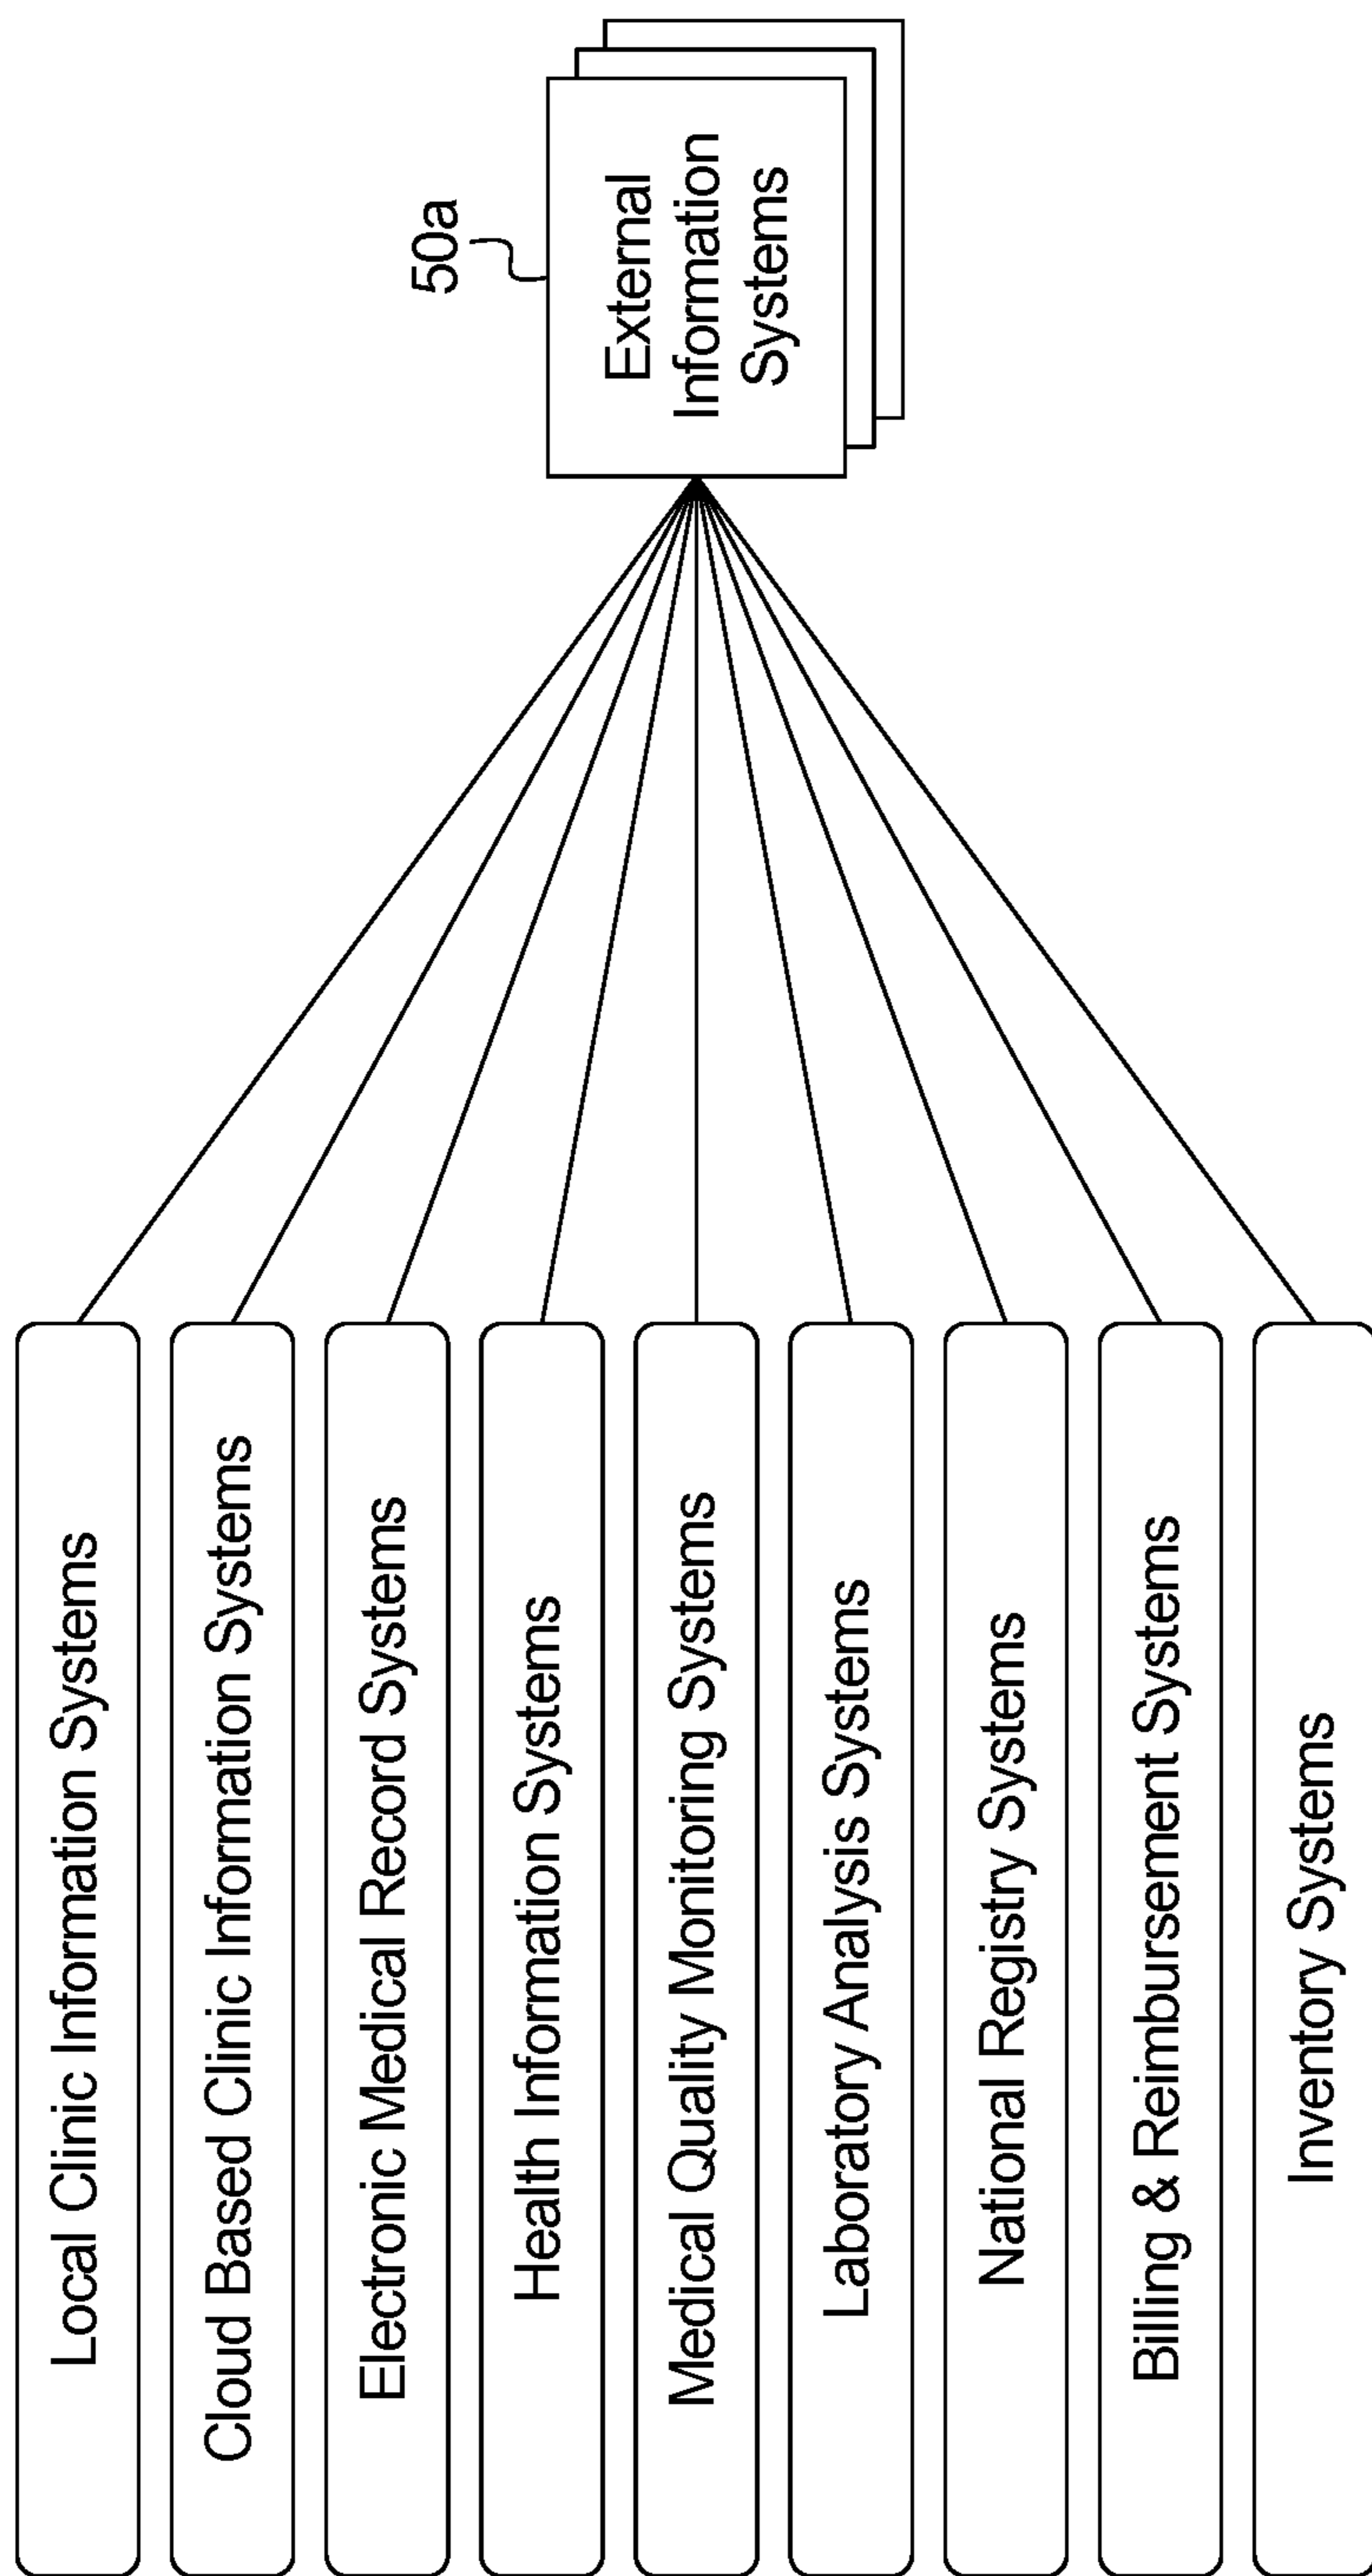 Local Clinic Information Systems
Cloud Based Clinic Information Systems
Electronic Medical Record Systems
Health Information Systems
Medical Quality Monitoring Systems
Laboratory Analysis Systems
National Registry Systems
Billing & Reimbursement Systems
Inventory Systems
50a
External
Information
Systems